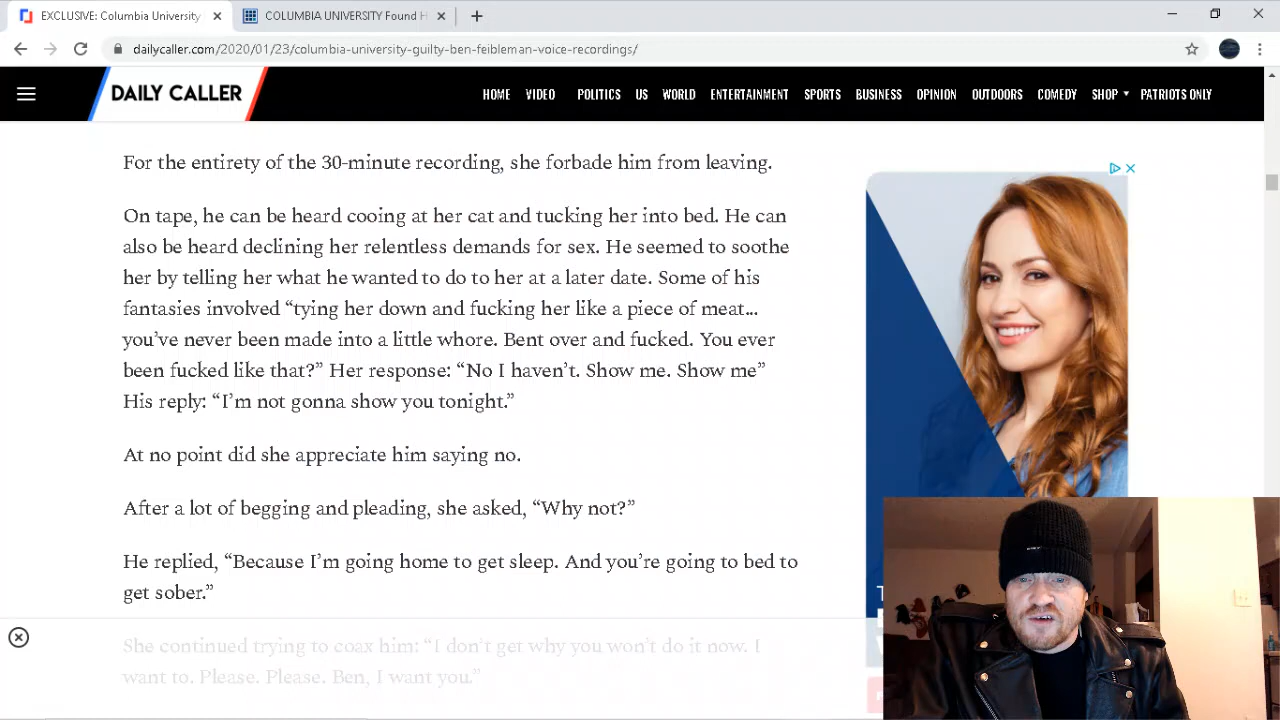 EXCLUSIVE: Columbia University
COLUMBIA UNIVERSITY Found H
dailycaller.com/2020/01/23/columbia-university-guilty-ben-feibleman-voice-recordings/
DAILY CALLER
HOME VIDEO POLITICS US WORLD ENTERTAINMENT SPORTS BUSINESS OPINION OUTDOORS COMEDY SHOP PATRIOTS ONLY
For the entirety of the 30-minute recording, she forbade him from leaving.
On tape, he can be heard cooing at her cat and tucking her into bed. He can
also be heard declining her relentless demands for sex. He seemed to soothe
her by telling her what he wanted to do to her at a later date. Some of his
fantasies involved “tying her down and fucking her like a piece of meat...
you’ve never been made into a little whore. Bent over and fucked. You ever
been fucked like that?” Her response: “No I haven’t. Show me. Show me”
His reply: “I’m not gonna show you tonight.”
At no point did she appreciate him saying no.
After a lot of begging and pleading, she asked, “Why not?”
He replied, “Because I’m going home to get sleep. And you’re going to bed to
get sober.”
She continued trying to coax him: “I don’t get why you won’t do it now. I
want to. Please. Please. Ben, I want you.”